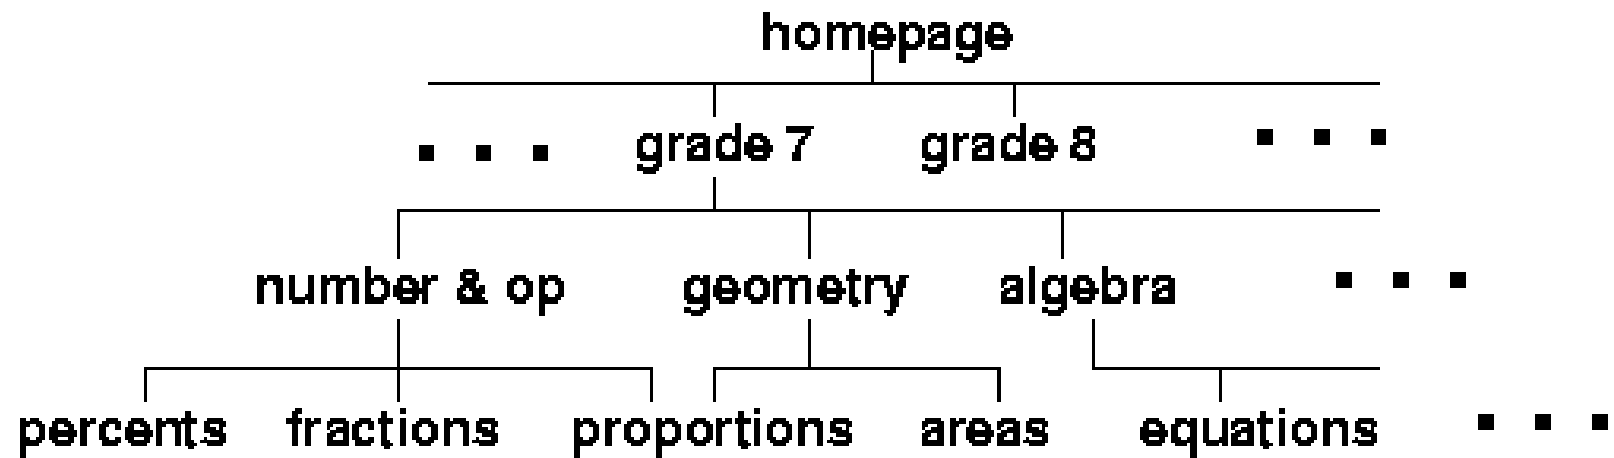 homepage
. . . grade 7 grade 8 . . .
number & op geometry algebra . . .
percents fractions proportions areas equations . . .